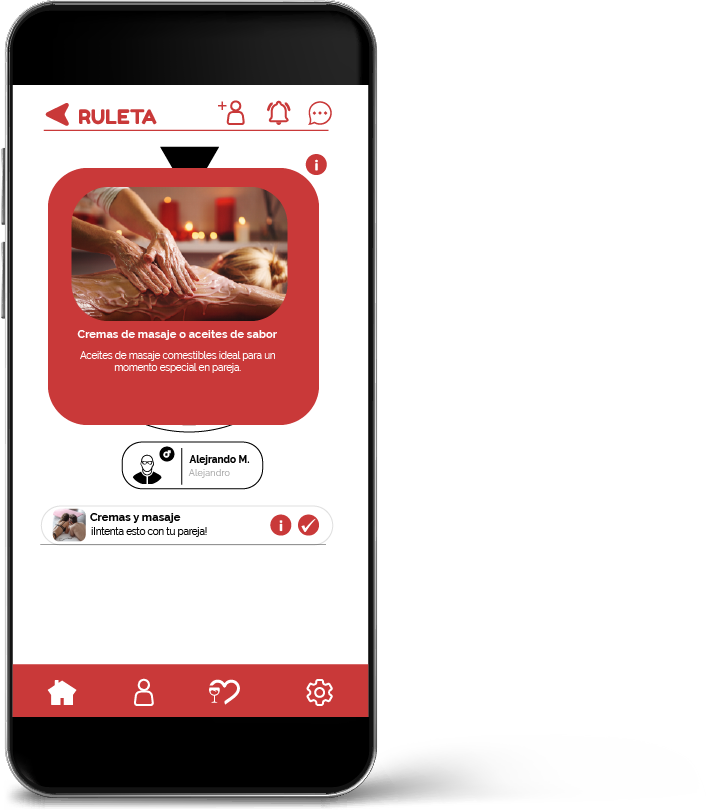 RULETA
Cremas de masaje o aceites de sabor
Aceites de masaje comestibles ideal para un
momento especial en pareja.
Alejrando M.
Alejandro
Cremas y masaje
¡Intenta esto con tu pareja!